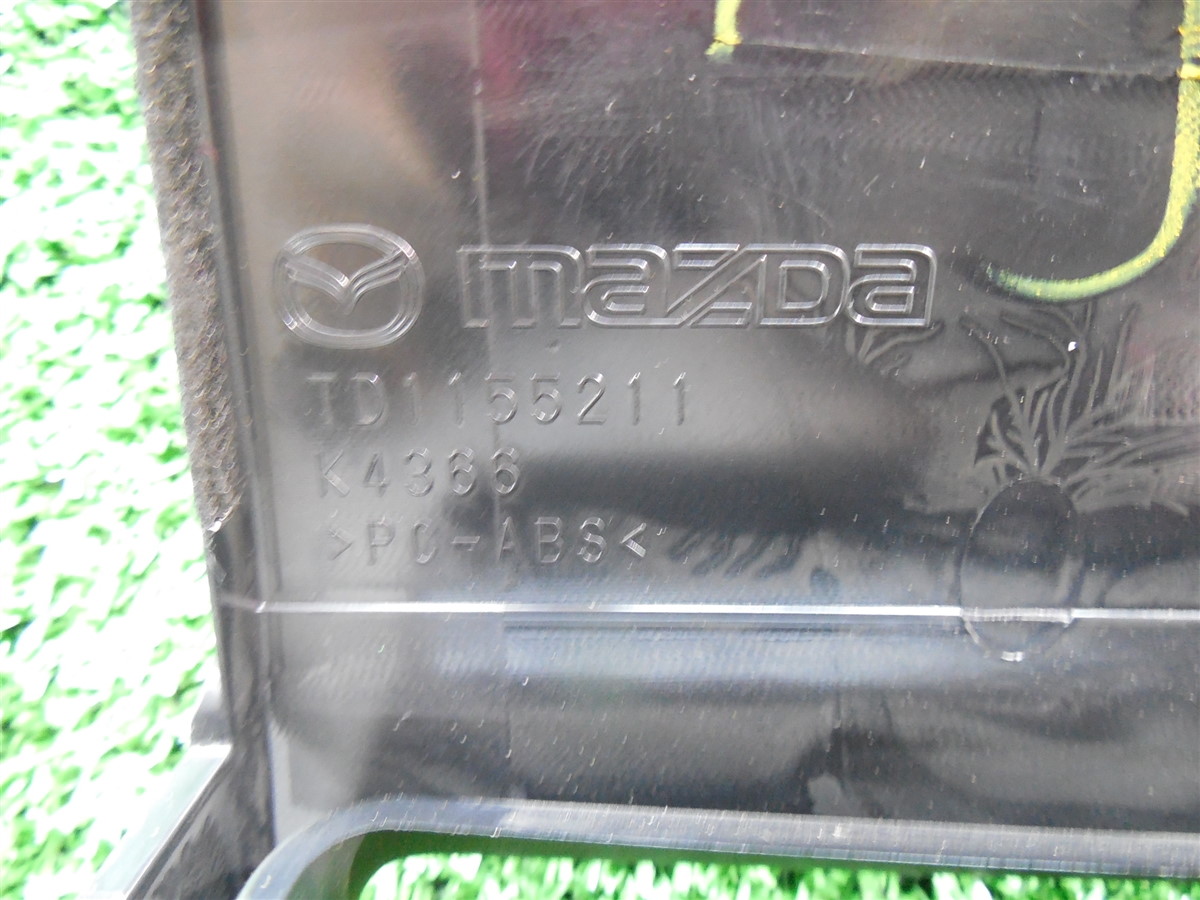 mazda
TD1155211
K4366
>PC-ABS<